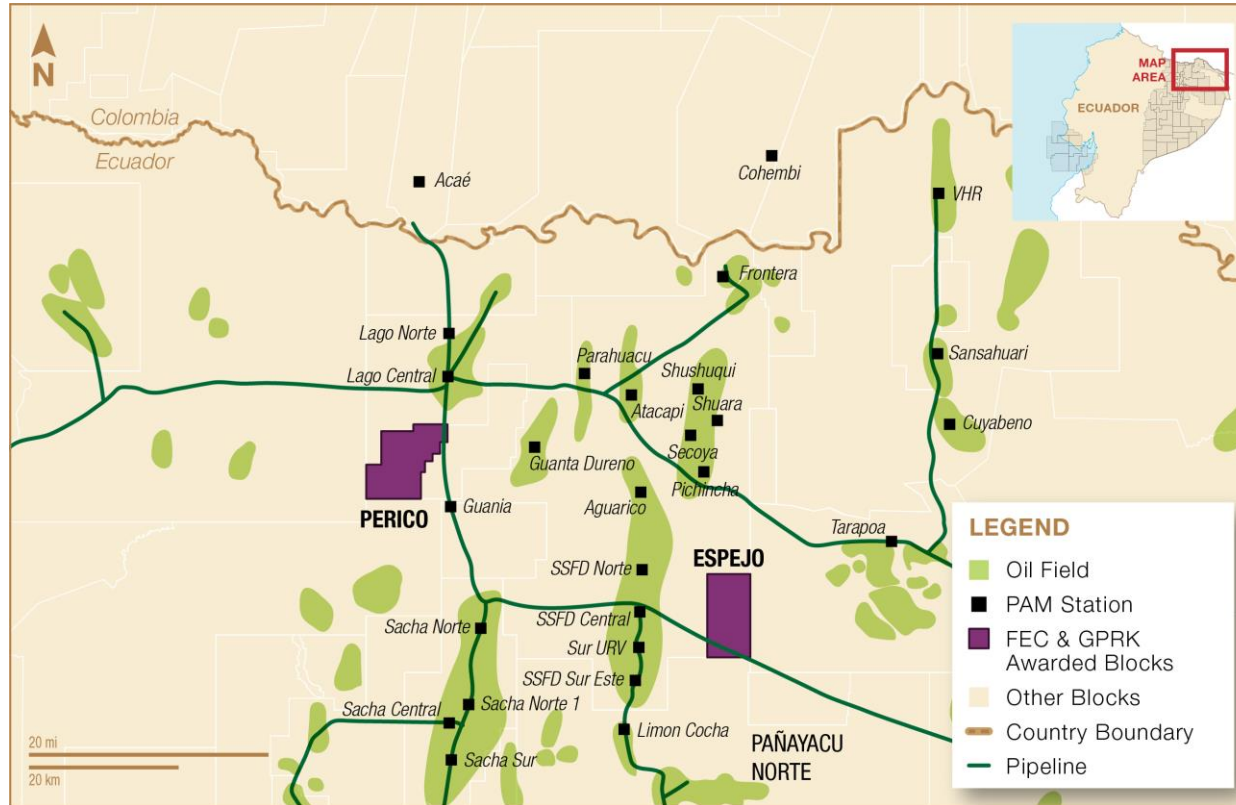 N
Colombia
Ecuador
MAP
AREA
ECUADOR
Acaé
Cohembi
VHR
Frontera
Lago Norte
Parahuacu
Sansahuari
Lago Central
Shushuqui
Atacapi
Shuara
Cuyabeno
Secoya
Guanta Dureno
Pichincha
Aguarico
PERICO
Guania
Tarapoa
SSFD Norte
ESPEJO
SSFD Central
Sacha Norte
Sur URV
SSFD Sur Este
Sacha Norte 1
Sacha Central
Limon Cocha
PAÑAYACU
NORTE
Sacha Sur
20 mi
20 km
LEGEND
Oil Field
PAM Station
FEC & GPRK
Awarded Blocks
Other Blocks
Country Boundary
Pipeline